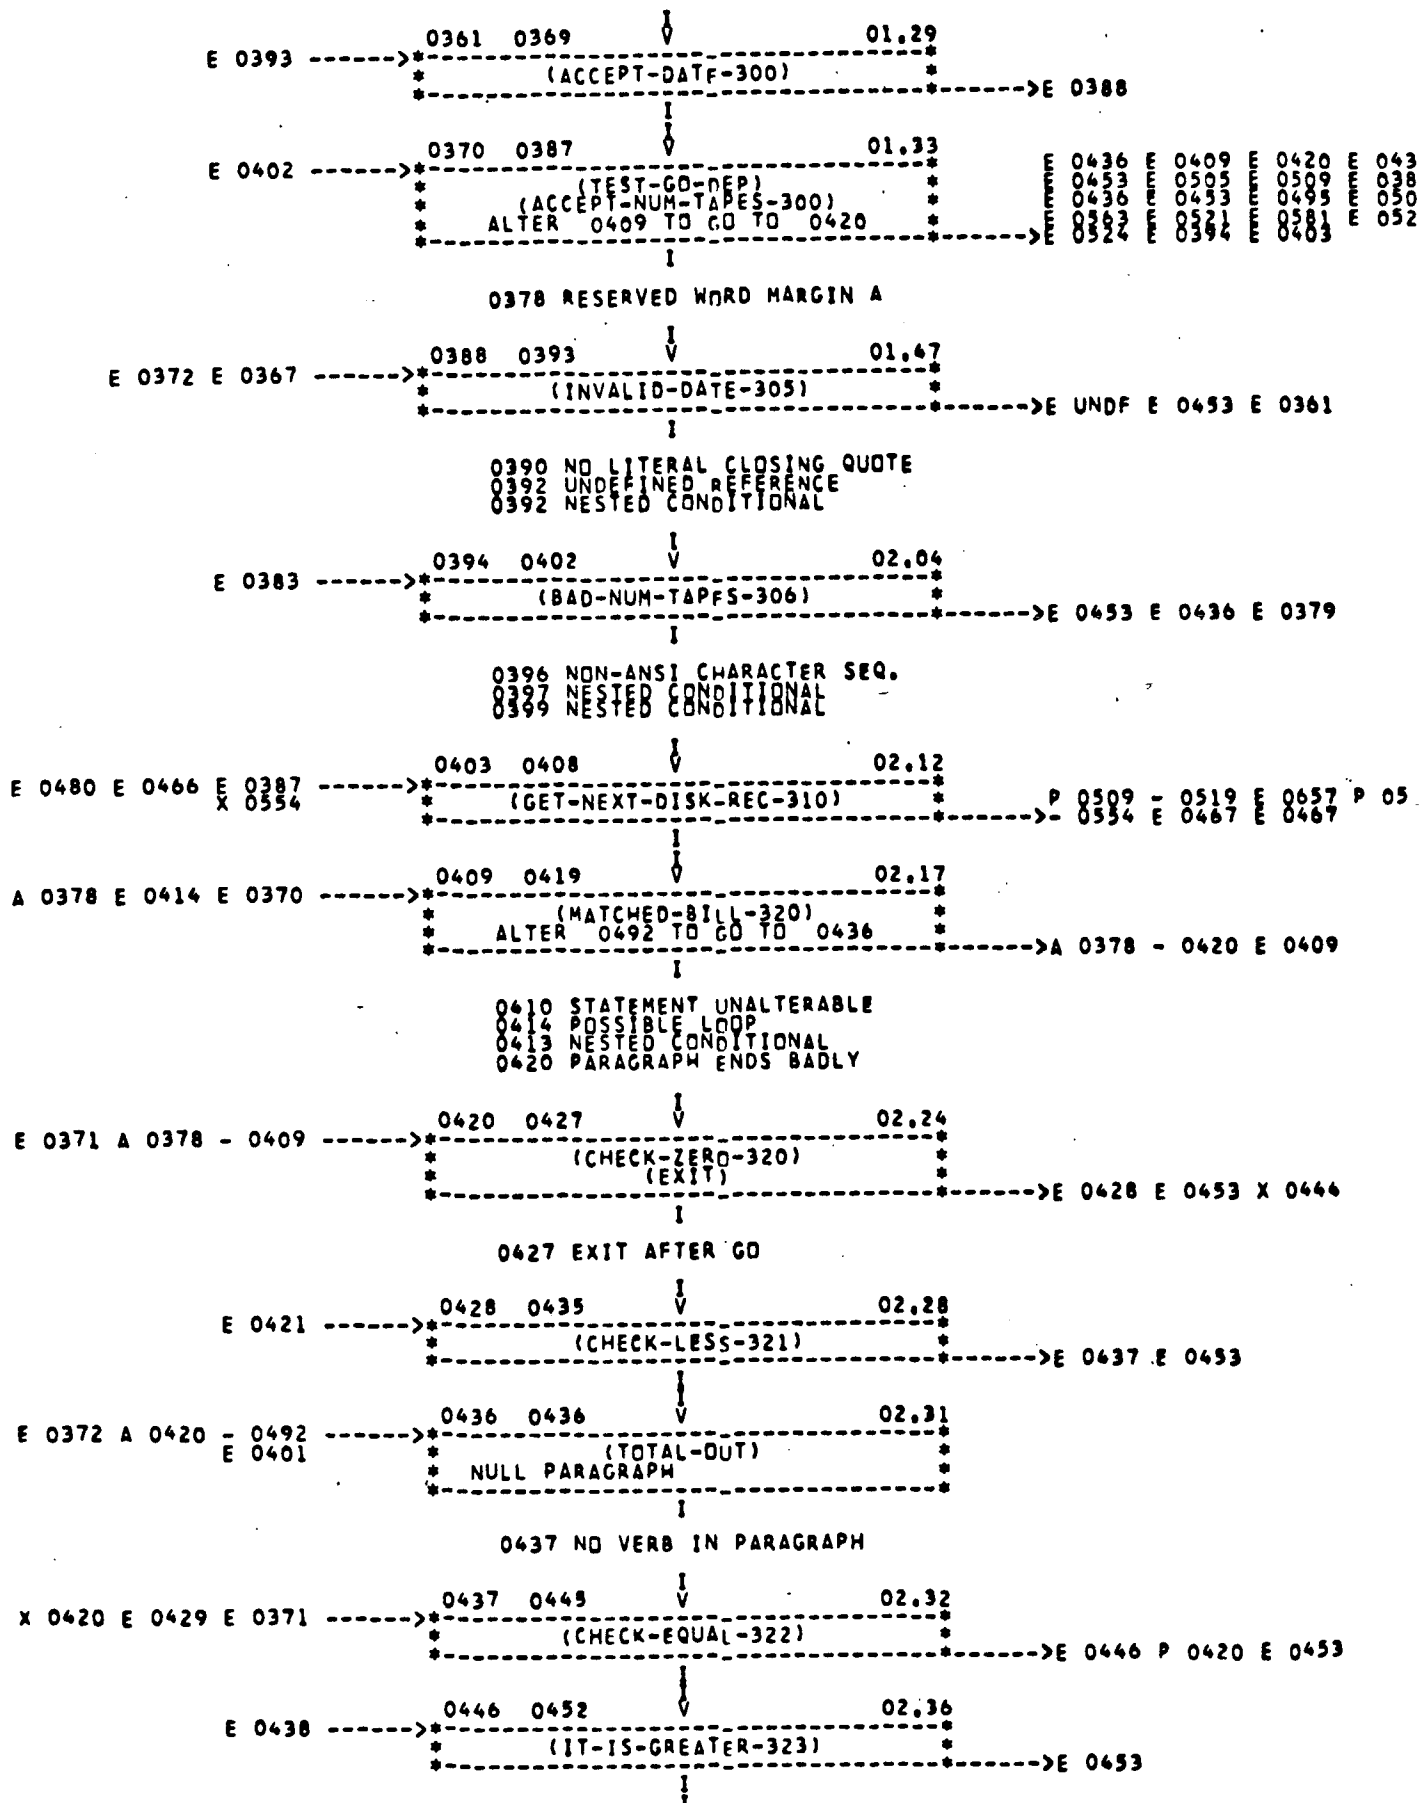 0361 0369 V 01.29
E 0393 ------>*-----------------------------------*
* (ACCEPT-DATF-300) *
*-----------------------------------*------>E 0388
I
I
0370 0387 V 01.33
E 0402 ------>*-----------------------------------*
* (TEST-GO-DEP) * E 0436 E 0409 E 0420 E 043
* (ACCEPT-NUM-TAPES-300) * E 0453 E 0505 E 0509 E 038
* ALTER 0409 TO GO TO 0420 * E 0436 E 0453 E 0495 E 050
E 0563 E 0521 E 0581 E 052
*-----------------------------------*------>E 0524 E 0394 E 0403
I
0378 RESERVED WORD MARGIN A
I
0388 0393 V 01.47
E 0372 E 0367 ------>*-----------------------------------*
* (INVALID-DATE-305) *
*-----------------------------------*------>E UNDF E 0453 E 0361
I
0390 NO LITERAL CLOSING QUOTE
0392 UNDEFINED REFERENCE
0392 NESTED CONDITIONAL
I
0394 0402 V 02.04
E 0383 ------>*-----------------------------------*
* (BAD-NUM-TAPFS-306) *
*-----------------------------------*------>E 0453 E 0436 E 0379
I
0396 NON-ANSI CHARACTER SEQ.
0397 NESTED CONDITIONAL
0399 NESTED CONDITIONAL
I
0403 0408 V 02.12
E 0480 E 0466 E 0387 ------>*-----------------------------------*
X 0554 * (GET-NEXT-DISK-REC-310) * P 0509 - 0519 E 0657 P 05
*-----------------------------------*------>- 0554 E 0467 E 0467
I
I
0409 0419 V 02.17
A 0378 E 0414 E 0370 ------>*-----------------------------------*
* (MATCHED-BILL-320) *
* ALTER 0492 TO GO TO 0436 *
*-----------------------------------*------>A 0378 - 0420 E 0409
I
0410 STATEMENT UNALTERABLE
0414 POSSIBLE LOOP
0413 NESTED CONDITIONAL
0420 PARAGRAPH ENDS BADLY
I
0420 0427 V 02.24
E 0371 A 0378 - 0409 ------>*-----------------------------------*
* (CHECK-ZERO-320) *
* (EXIT) *
*-----------------------------------*------>E 0428 E 0453 X 0444
I
0427 EXIT AFTER GO
I
0428 0435 V 02.28
E 0421 ------>*-----------------------------------*
* (CHECK-LESS-321) *
*-----------------------------------*------>E 0437 E 0453
I
I
0436 0436 V 02.31
E 0372 A 0420 - 0492 ------>*-----------------------------------*
E 0401 * (TOTAL-OUT) *
* NULL PARAGRAPH *
*-----------------------------------*
I
0437 NO VERB IN PARAGRAPH
I
0437 0445 V 02.32
X 0420 E 0429 E 0371 ------>*-----------------------------------*
* (CHECK-EQUAL-322) *
*-----------------------------------*------>E 0446 P 0420 E 0453
I
I
0446 0452 V 02.36
E 0438 ------>*-----------------------------------*
* (IT-IS-GREATER-323) *
*-----------------------------------*------>E 0453
I
I